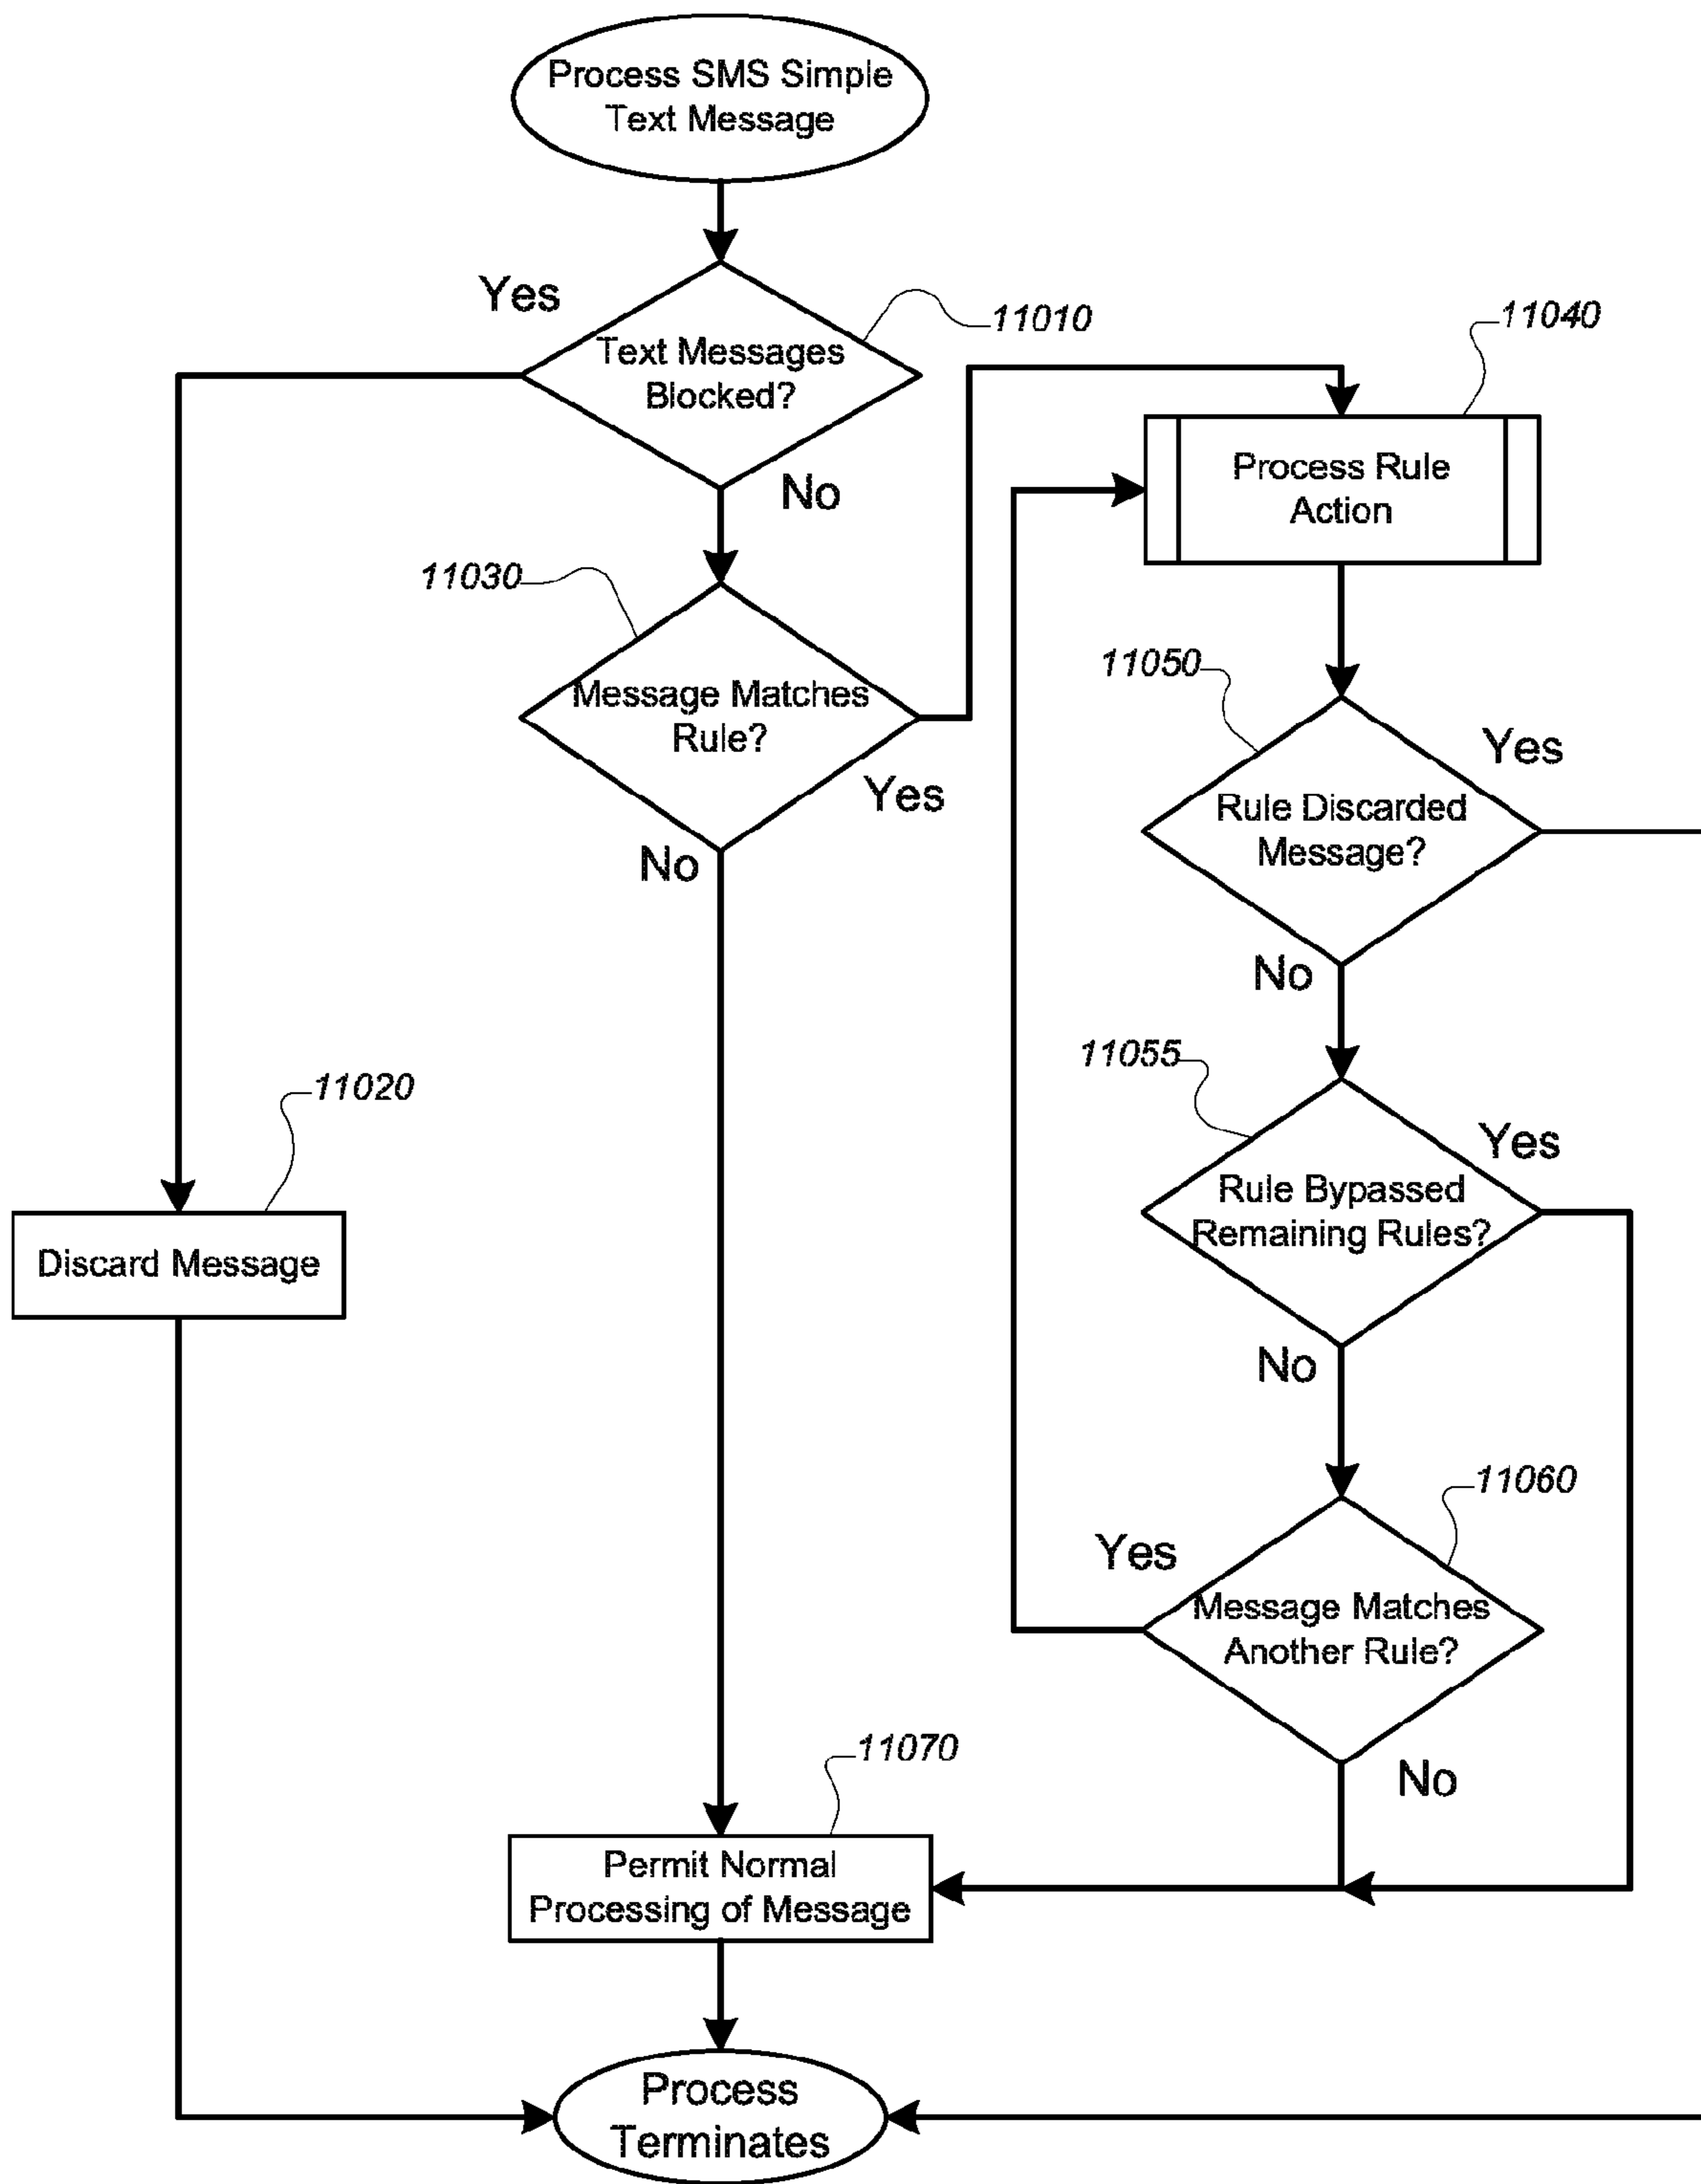 Process SMS Simple
Text Message
Yes
11010
Text Messages
Blocked?
No
11040
Process Rule
Action
11030
Message Matches
Rule?
Yes
No
11050
Yes
Rule Discarded
Message?
No
11055
Yes
Rule Bypassed
Remaining Rules?
No
11020
Discard Message
11060
Yes
Message Matches
Another Rule?
No
11070
Permit Normal
Processing of Message
Process
Terminates